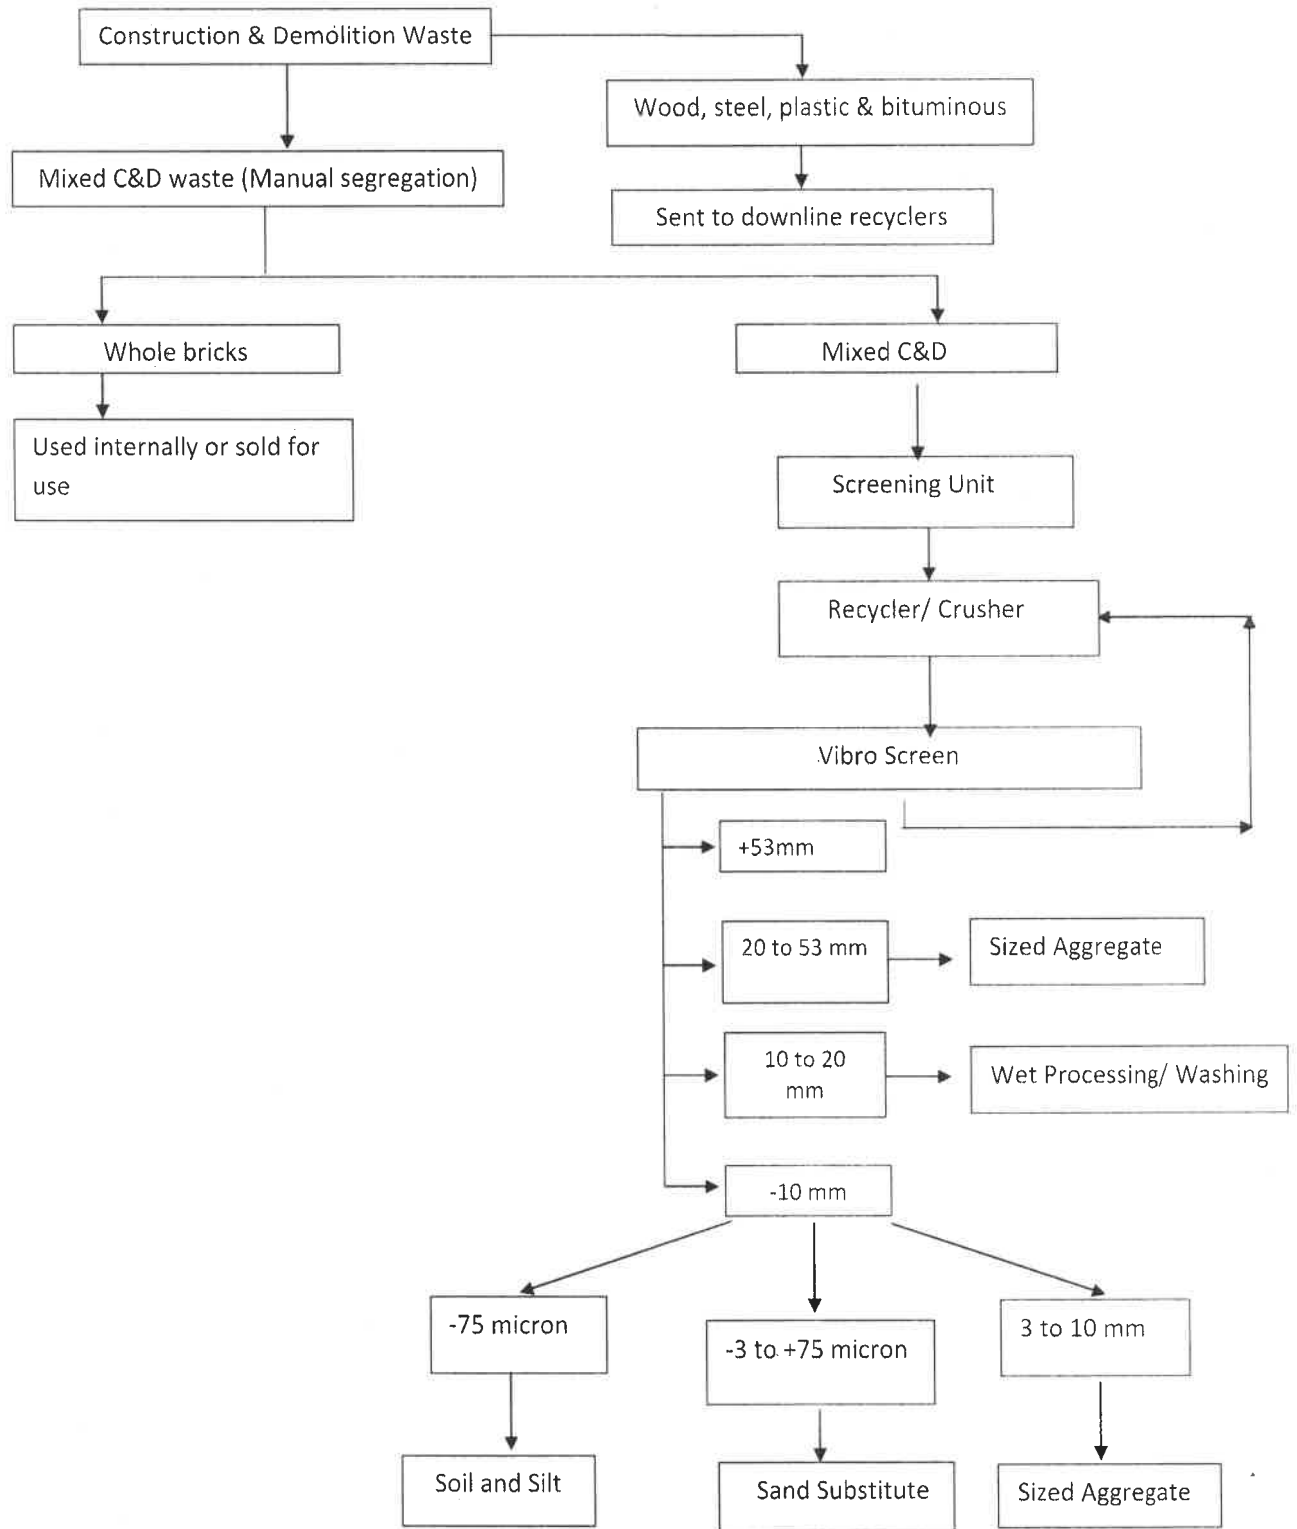 Construction & Demolition Waste
Wood, steel, plastic & bituminous
Mixed C&D waste (Manual segregation)
Sent to downline recyclers
Whole bricks
Mixed C&D
Used internally or sold for
use
Screening Unit
Recycler/ Crusher
Vibro Screen
+53mm
20 to 53 mm
Sized Aggregate
10 to 20
mm
Wet Processing/ Washing
-10 mm
-75 micron
-3 to +75 micron
3 to 10 mm
Soil and Silt
Sand Substitute
Sized Aggregate